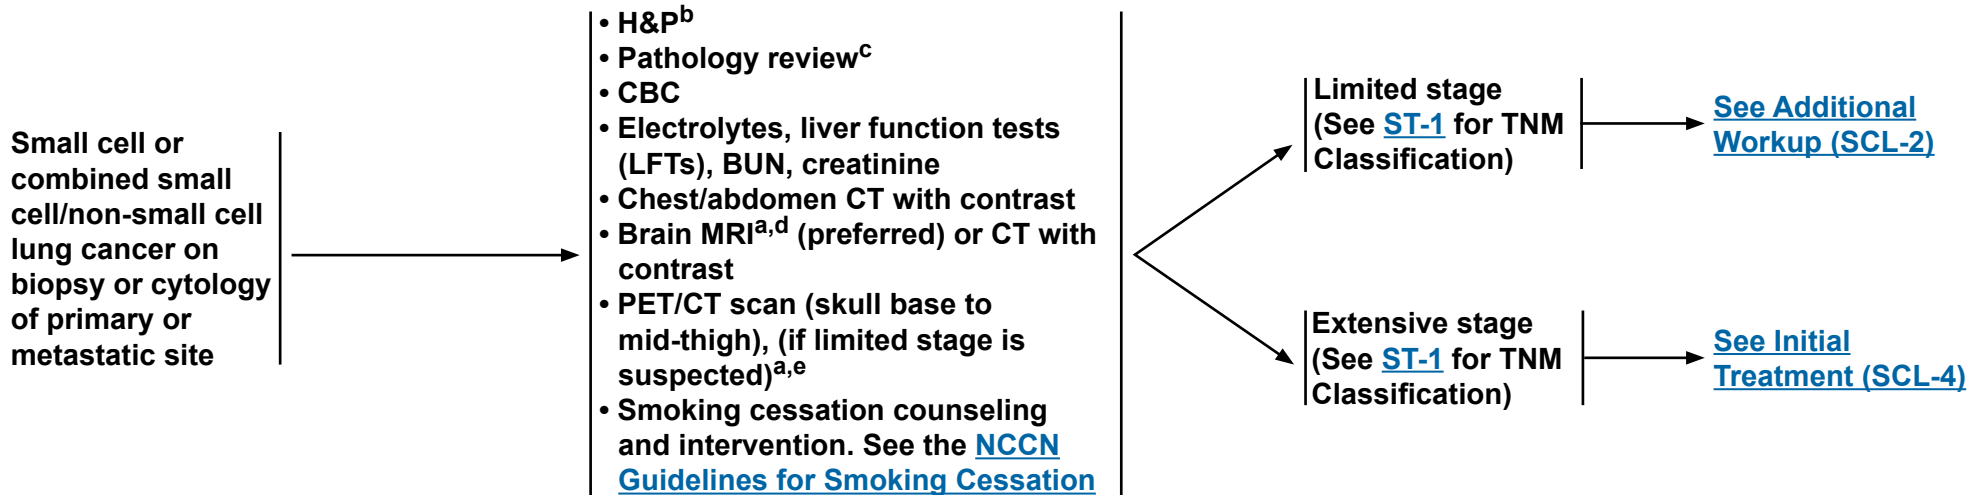 Small cell or
combined small
cell/non-small cell
lung cancer on
biopsy or cytology
of primary or
metastatic site
• H&Pb
• Pathology reviewc
• CBC
• Electrolytes, liver function tests
(LFTs), BUN, creatinine
• Chest/abdomen CT with contrast
• Brain MRIa,d (preferred) or CT with
contrast
• PET/CT scan (skull base to
mid-thigh), (if limited stage is
suspected)a,e
• Smoking cessation counseling
and intervention. See the NCCN
Guidelines for Smoking Cessation
Limited stage
(See ST-1 for TNM
Classification)
See Additional
Workup (SCL-2)
Extensive stage
(See ST-1 for TNM
Classification)
See Initial
Treatment (SCL-4)